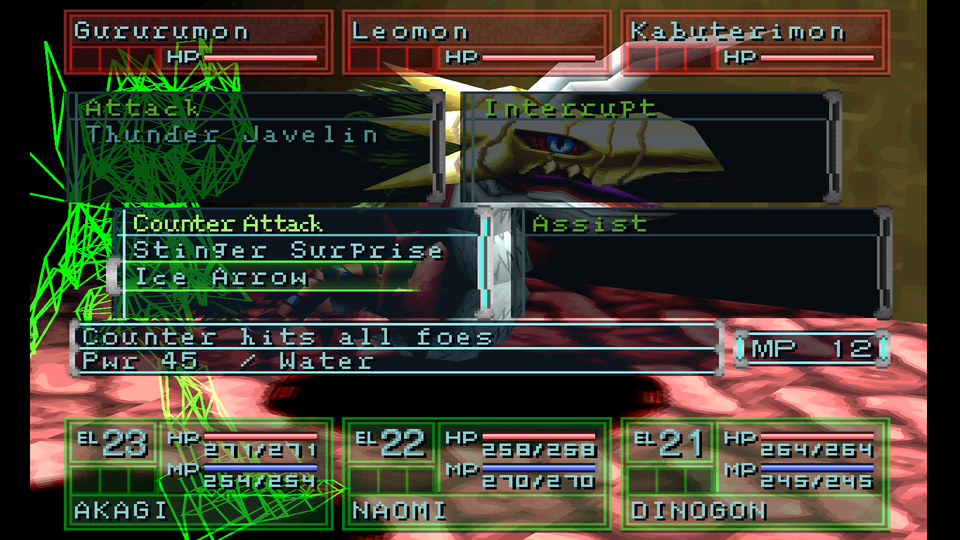 Gururumon
HP
Leomon
HP
Kabuterimon
HP
Attack
Thunder Javelin
Interrupt
Counter Attack
Stinger Surprise
Ice Arrow
Assist
Counter hits all foes
Pwr 45 / Water
MP 12
EL 23
HP 271/271
MP 254/254
AKAGI
EL 22
HP 258/258
MP 270/270
NAOMI
EL 21
HP 264/264
MP 245/245
DINOGON